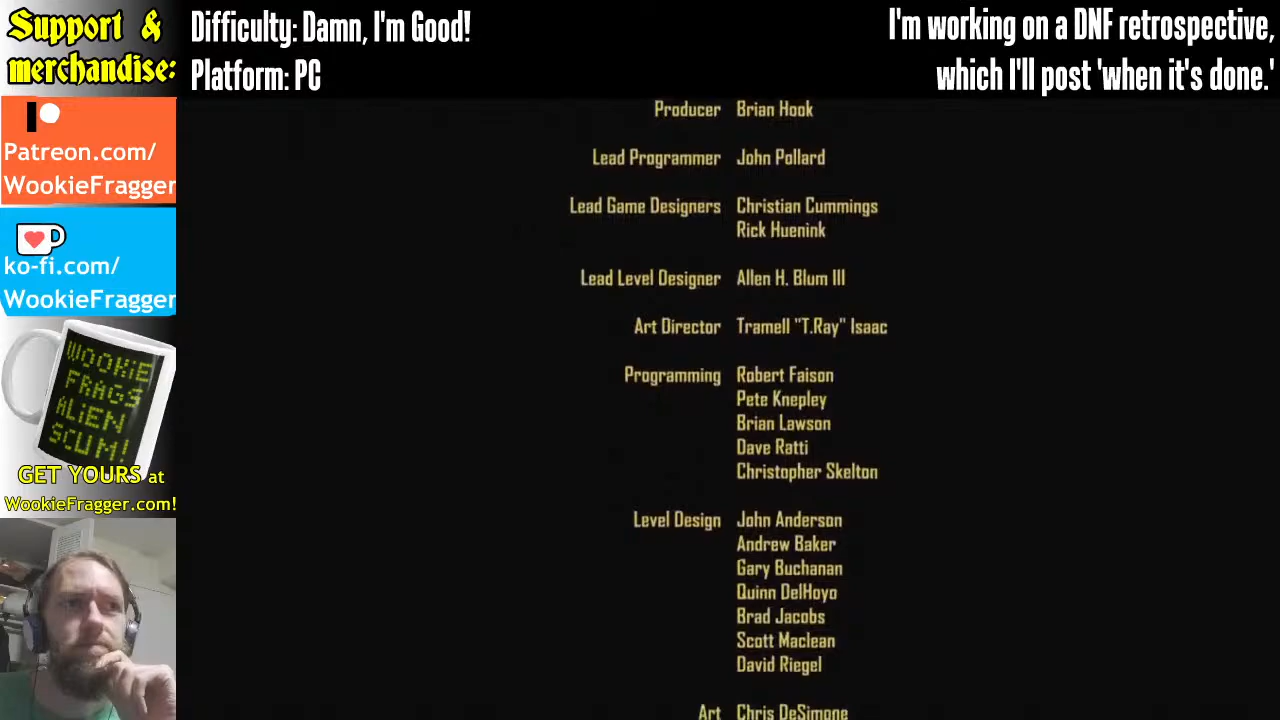 Support &
merchandise:
Difficulty: Damn, I'm Good!
Platform: PC
I'm working on a DNF retrospective,
which I'll post 'when it's done.'
Patreon.com/
WookieFragger
ko-fi.com/
WookieFragger
WOOKiE
FRAGS
ALiEN
SCUM!
GET YOURS at
WookieFragger.com!
Producer Brian Hook
Lead Programmer John Pollard
Lead Game Designers Christian Cummings
Rick Huenink
Lead Level Designer Allen H. Blum III
Art Director Tramell "T.Ray" Isaac
Programming Robert Faison
Pete Knepley
Brian Lawson
Dave Ratti
Christopher Skelton
Level Design John Anderson
Andrew Baker
Gary Buchanan
Quinn DelHoyo
Brad Jacobs
Scott Maclean
David Riegel
Art Chris DeSimone